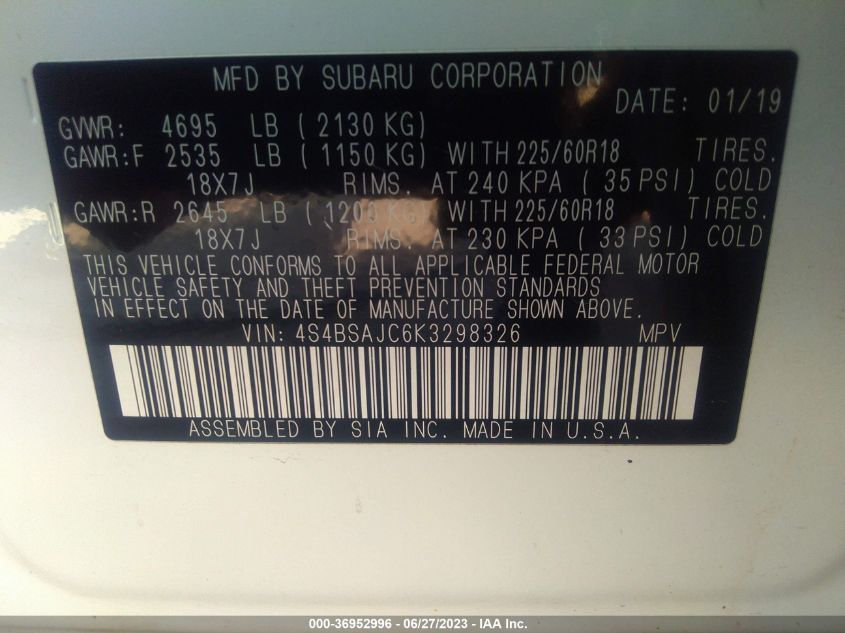 MFD BY SUBARU CORPORATION
DATE: 01/19
GVWR: 4695 LB ( 2130 KG)
GAWR:F 2535 LB ( 1150 KG) WITH 225/60R18 TIRES.
18X7J RIMS. AT 240 KPA ( 35 PSI) COLD
GAWR:R 2645 LB ( 1200 KG) WITH 225/60R18 TIRES.
18X7J RIMS. AT 230 KPA ( 33 PSI) COLD
THIS VEHICLE CONFORMS TO ALL APPLICABLE FEDERAL MOTOR
VEHICLE SAFETY AND THEFT PREVENTION STANDARDS
IN EFFECT ON THE DATE OF MANUFACTURE SHOWN ABOVE.
VIN: 4S4BSAJC6K3298326 MPV
ASSEMBLED BY SIA INC. MADE IN U.S.A.
000-36952996 - 06/27/2023 - IAA Inc.